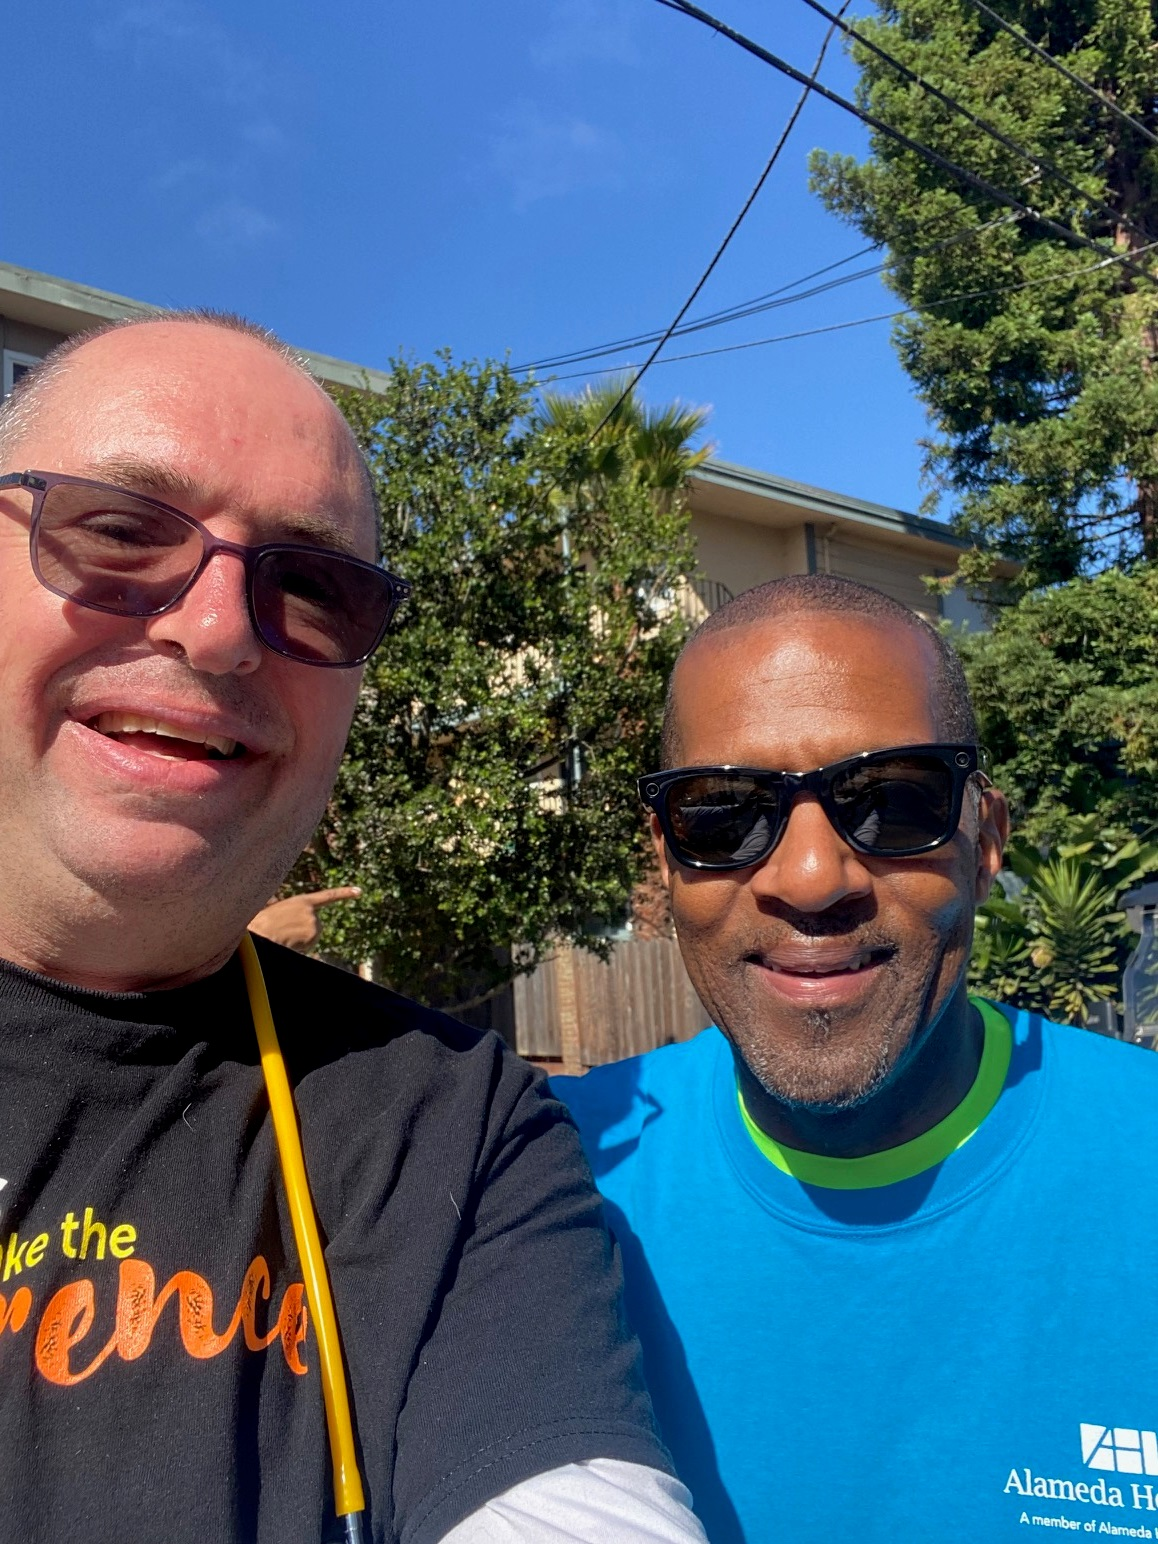 ke the
rence
Alameda H
A member of Alameda H